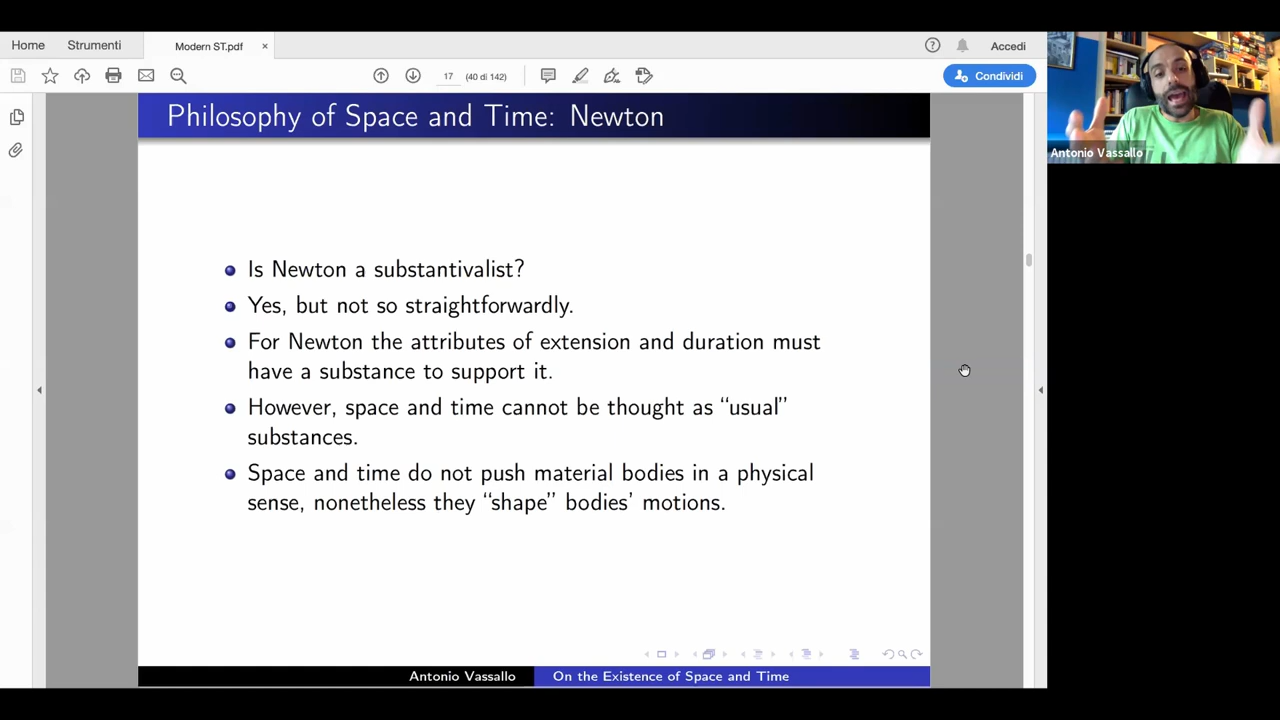 Home Strumenti Modern ST.pdf × Accedi
17 (40 di 142) Condividi
Antonio Vassallo
Philosophy of Space and Time: Newton
Is Newton a substantivalist?
Yes, but not so straightforwardly.
For Newton the attributes of extension and duration must
have a substance to support it.
However, space and time cannot be thought as “usual”
substances.
Space and time do not push material bodies in a physical
sense, nonetheless they “shape” bodies’ motions.
Antonio Vassallo On the Existence of Space and Time